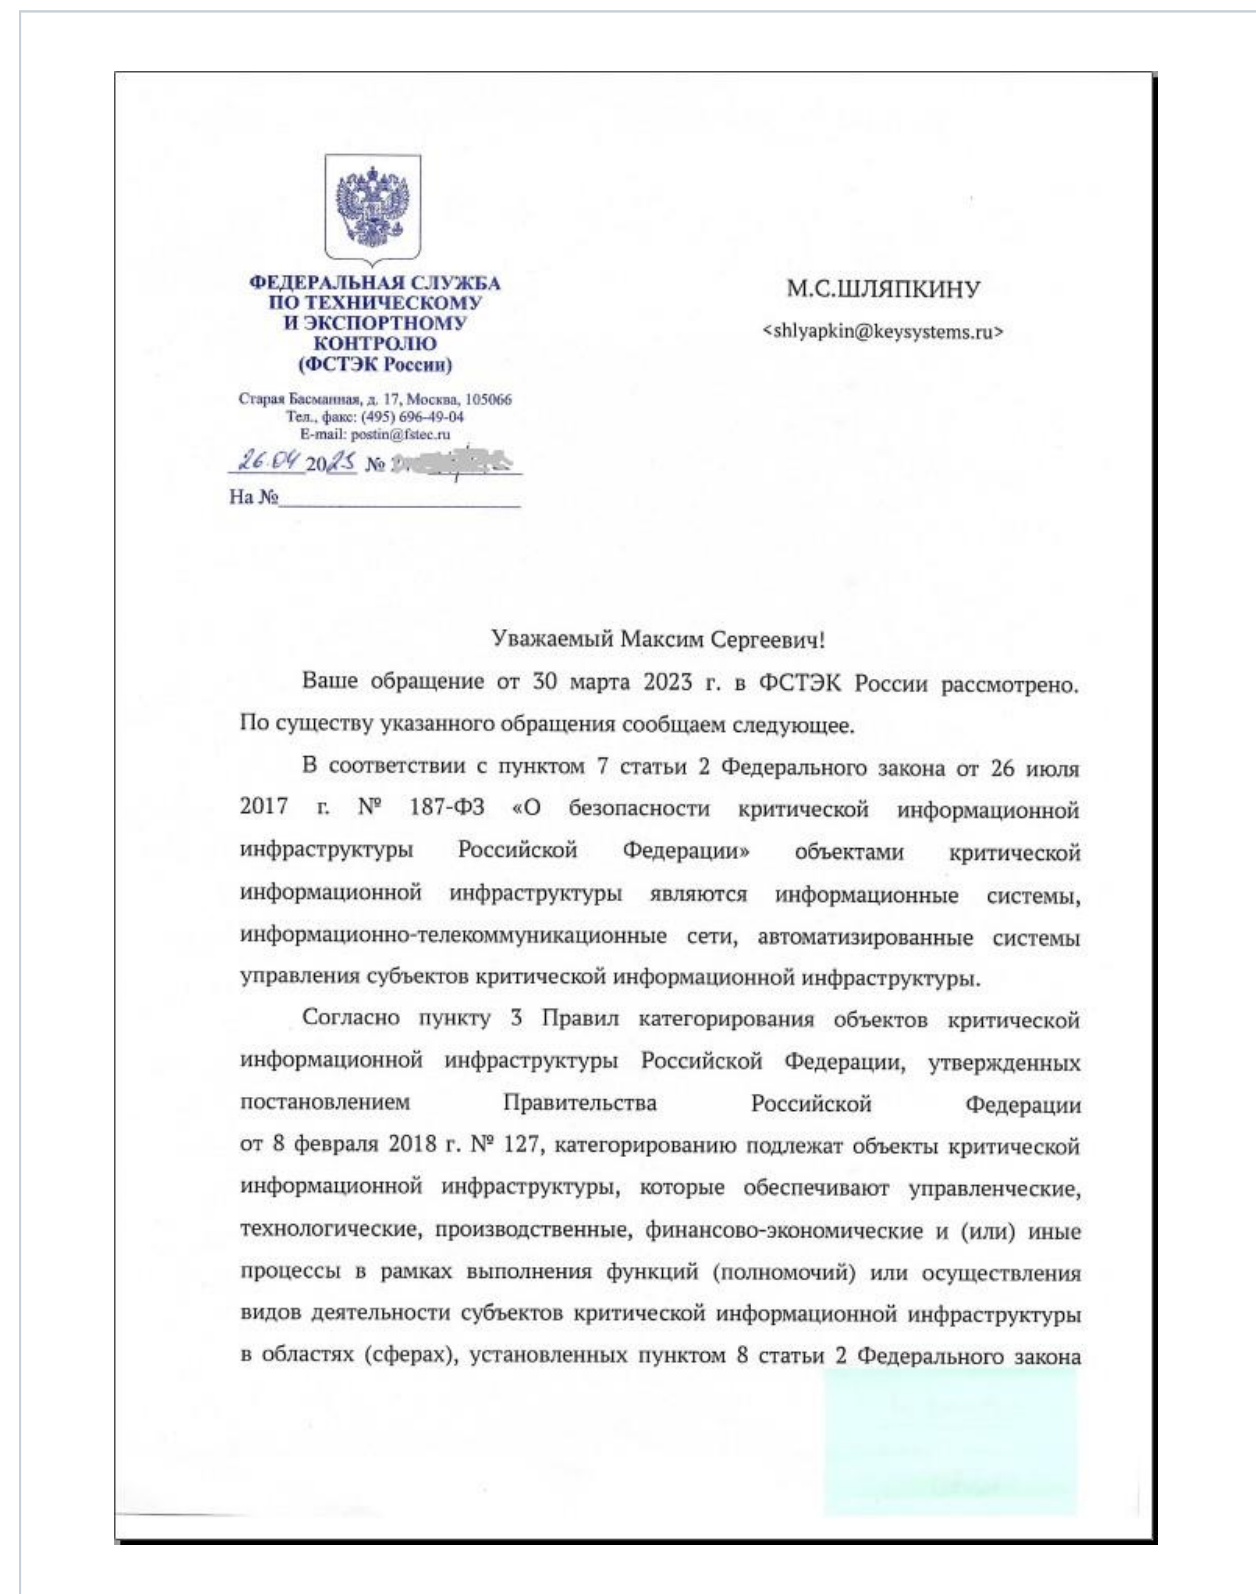 ФЕДЕРАЛЬНАЯ СЛУЖБА
ПО ТЕХНИЧЕСКОМУ
И ЭКСПОРТНОМУ
КОНТРОЛЮ
(ФСТЭК России)
Старая Басманная, д. 17, Москва, 105066
Тел., факс: (495) 696-49-04
E-mail: postin@fstec.ru
26.04 2023 №
На №
М.С.ШЛЯПКИНУ
<shlyapkin@keysystems.ru>
Уважаемый Максим Сергеевич!
Ваше обращение от 30 марта 2023 г. в ФСТЭК России рассмотрено.
По существу указанного обращения сообщаем следующее.
В соответствии с пунктом 7 статьи 2 Федерального закона от 26 июля
2017 г. № 187-ФЗ «О безопасности критической информационной
инфраструктуры Российской Федерации» объектами критической
информационной инфраструктуры являются информационные системы,
информационно-телекоммуникационные сети, автоматизированные системы
управления субъектов критической информационной инфраструктуры.
Согласно пункту 3 Правил категорирования объектов критической
информационной инфраструктуры Российской Федерации, утвержденных
постановлением Правительства Российской Федерации
от 8 февраля 2018 г. № 127, категорированию подлежат объекты критической
информационной инфраструктуры, которые обеспечивают управленческие,
технологические, производственные, финансово-экономические и (или) иные
процессы в рамках выполнения функций (полномочий) или осуществления
видов деятельности субъектов критической информационной инфраструктуры
в областях (сферах), установленных пунктом 8 статьи 2 Федерального закона